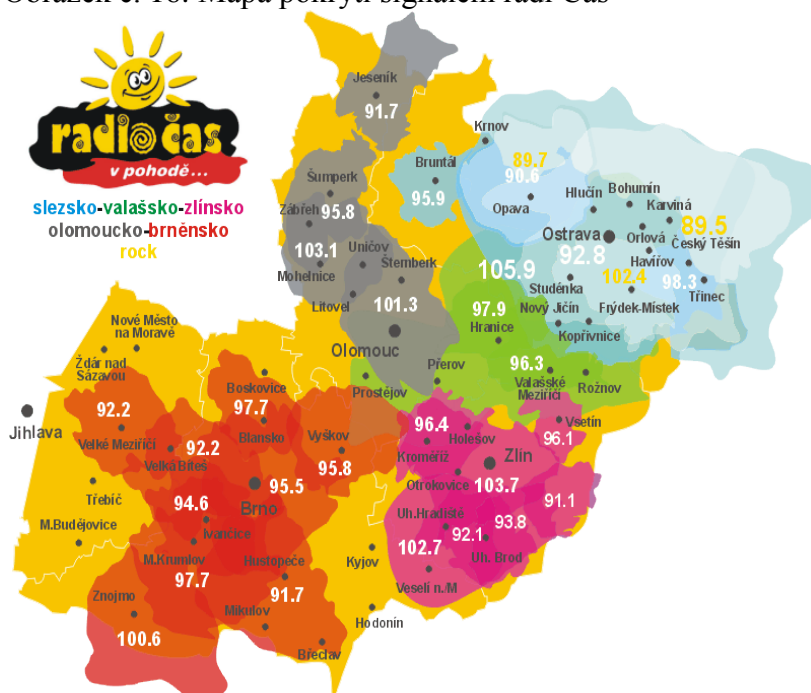 Obrázek č. 16: Mapa pokrytí signálem rádi Čas
radio čas
v pohodě...
slezsko-valašsko-zlínsko
olomoucko-brněnsko
rock
Jeseník
91.7
Krnov
Bruntál
95.9
89.7
90.6
Opava
Hlučín
Bohumín
Karviná
89.5
Ostrava
Orlová
Český Těšín
92.8
Havířov
105.9
Studénka
102.4
98.3
Třinec
Nový Jičín
Frýdek-Místek
Kopřivnice
Šumperk
Zábřeh
95.8
103.1
Uničov
Mohelnice
Šternberk
Litovel
101.3
Olomouc
97.9
Hranice
96.3
Valašské
Meziříčí
Rožnov
Přerov
Prostějov
Nové Město
na Moravě
Žďár nad
Sázavou
Boskovice
92.2
97.7
Jihlava
Velké Meziříčí
Blansko
Vyškov
92.2
Velká Bíteš
95.8
96.4
Holešov
Kroměříž
Vsetín
96.1
Zlín
Otrokovice
103.7
91.1
Třebíč
95.5
Brno
94.6
Ivančice
M.Budějovice
Uh.Hradiště
93.8
92.1
Uh. Brod
102.7
Veselí n./M
M.Krumlov
97.7
Hustopeče
91.7
Kyjov
Znojmo
100.6
Mikulov
Hodonín
Břeclav